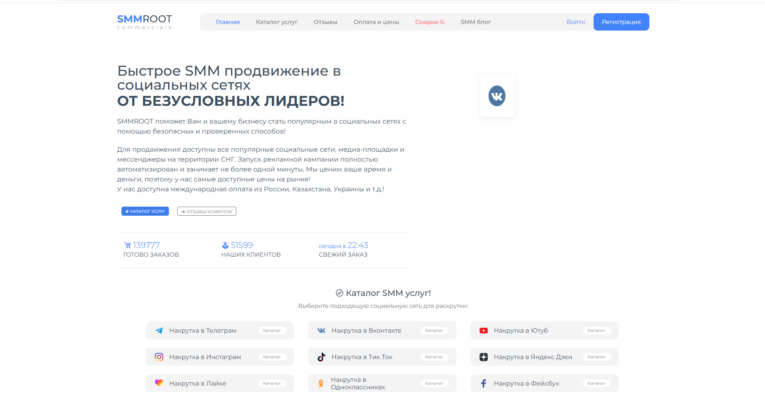 SMMROOT
commercials
Главная Каталог услуг Отзывы Оплата и цены Скидки % SMM блог Войти Регистрация
Быстрое SMM продвижение в
социальных сетях
ОТ БЕЗУСЛОВНЫХ ЛИДЕРОВ!
SMMROOT поможет Вам и вашему бизнесу стать популярным в социальных сетях с
помощью безопасных и проверенных способов!
Для продвижения доступны все популярные социальные сети, медиа-площадки и
мессенджеры на территории СНГ. Запуск рекламной кампании полностью
автоматизирован и занимает не более одной минуты. Мы ценим ваше время и
деньги, поэтому у нас самые доступные цены на рынке!
У нас доступна международная оплата из России, Казахстана, Украины и т.д.!
КАТАЛОГ УСЛУГ ОТЗЫВЫ КЛИЕНТОВ
139777 51599 сегодня в 22:43
ГОТОВО ЗАКАЗОВ НАШИХ КЛИЕНТОВ СВЕЖИЙ ЗАКАЗ
Каталог SMM услуг!
Выберите подходящую социальную сеть для раскрутки:
Накрутка в Телеграм Каталог Накрутка в Вконтакте Каталог Накрутка в Ютуб Каталог
Накрутка в Инстаграм Каталог Накрутка в Тик Ток Каталог Накрутка в Яндекс Дзен Каталог
Накрутка в Лайке Каталог Накрутка в
Одноклассниках Каталог Накрутка в Фейсбук Каталог